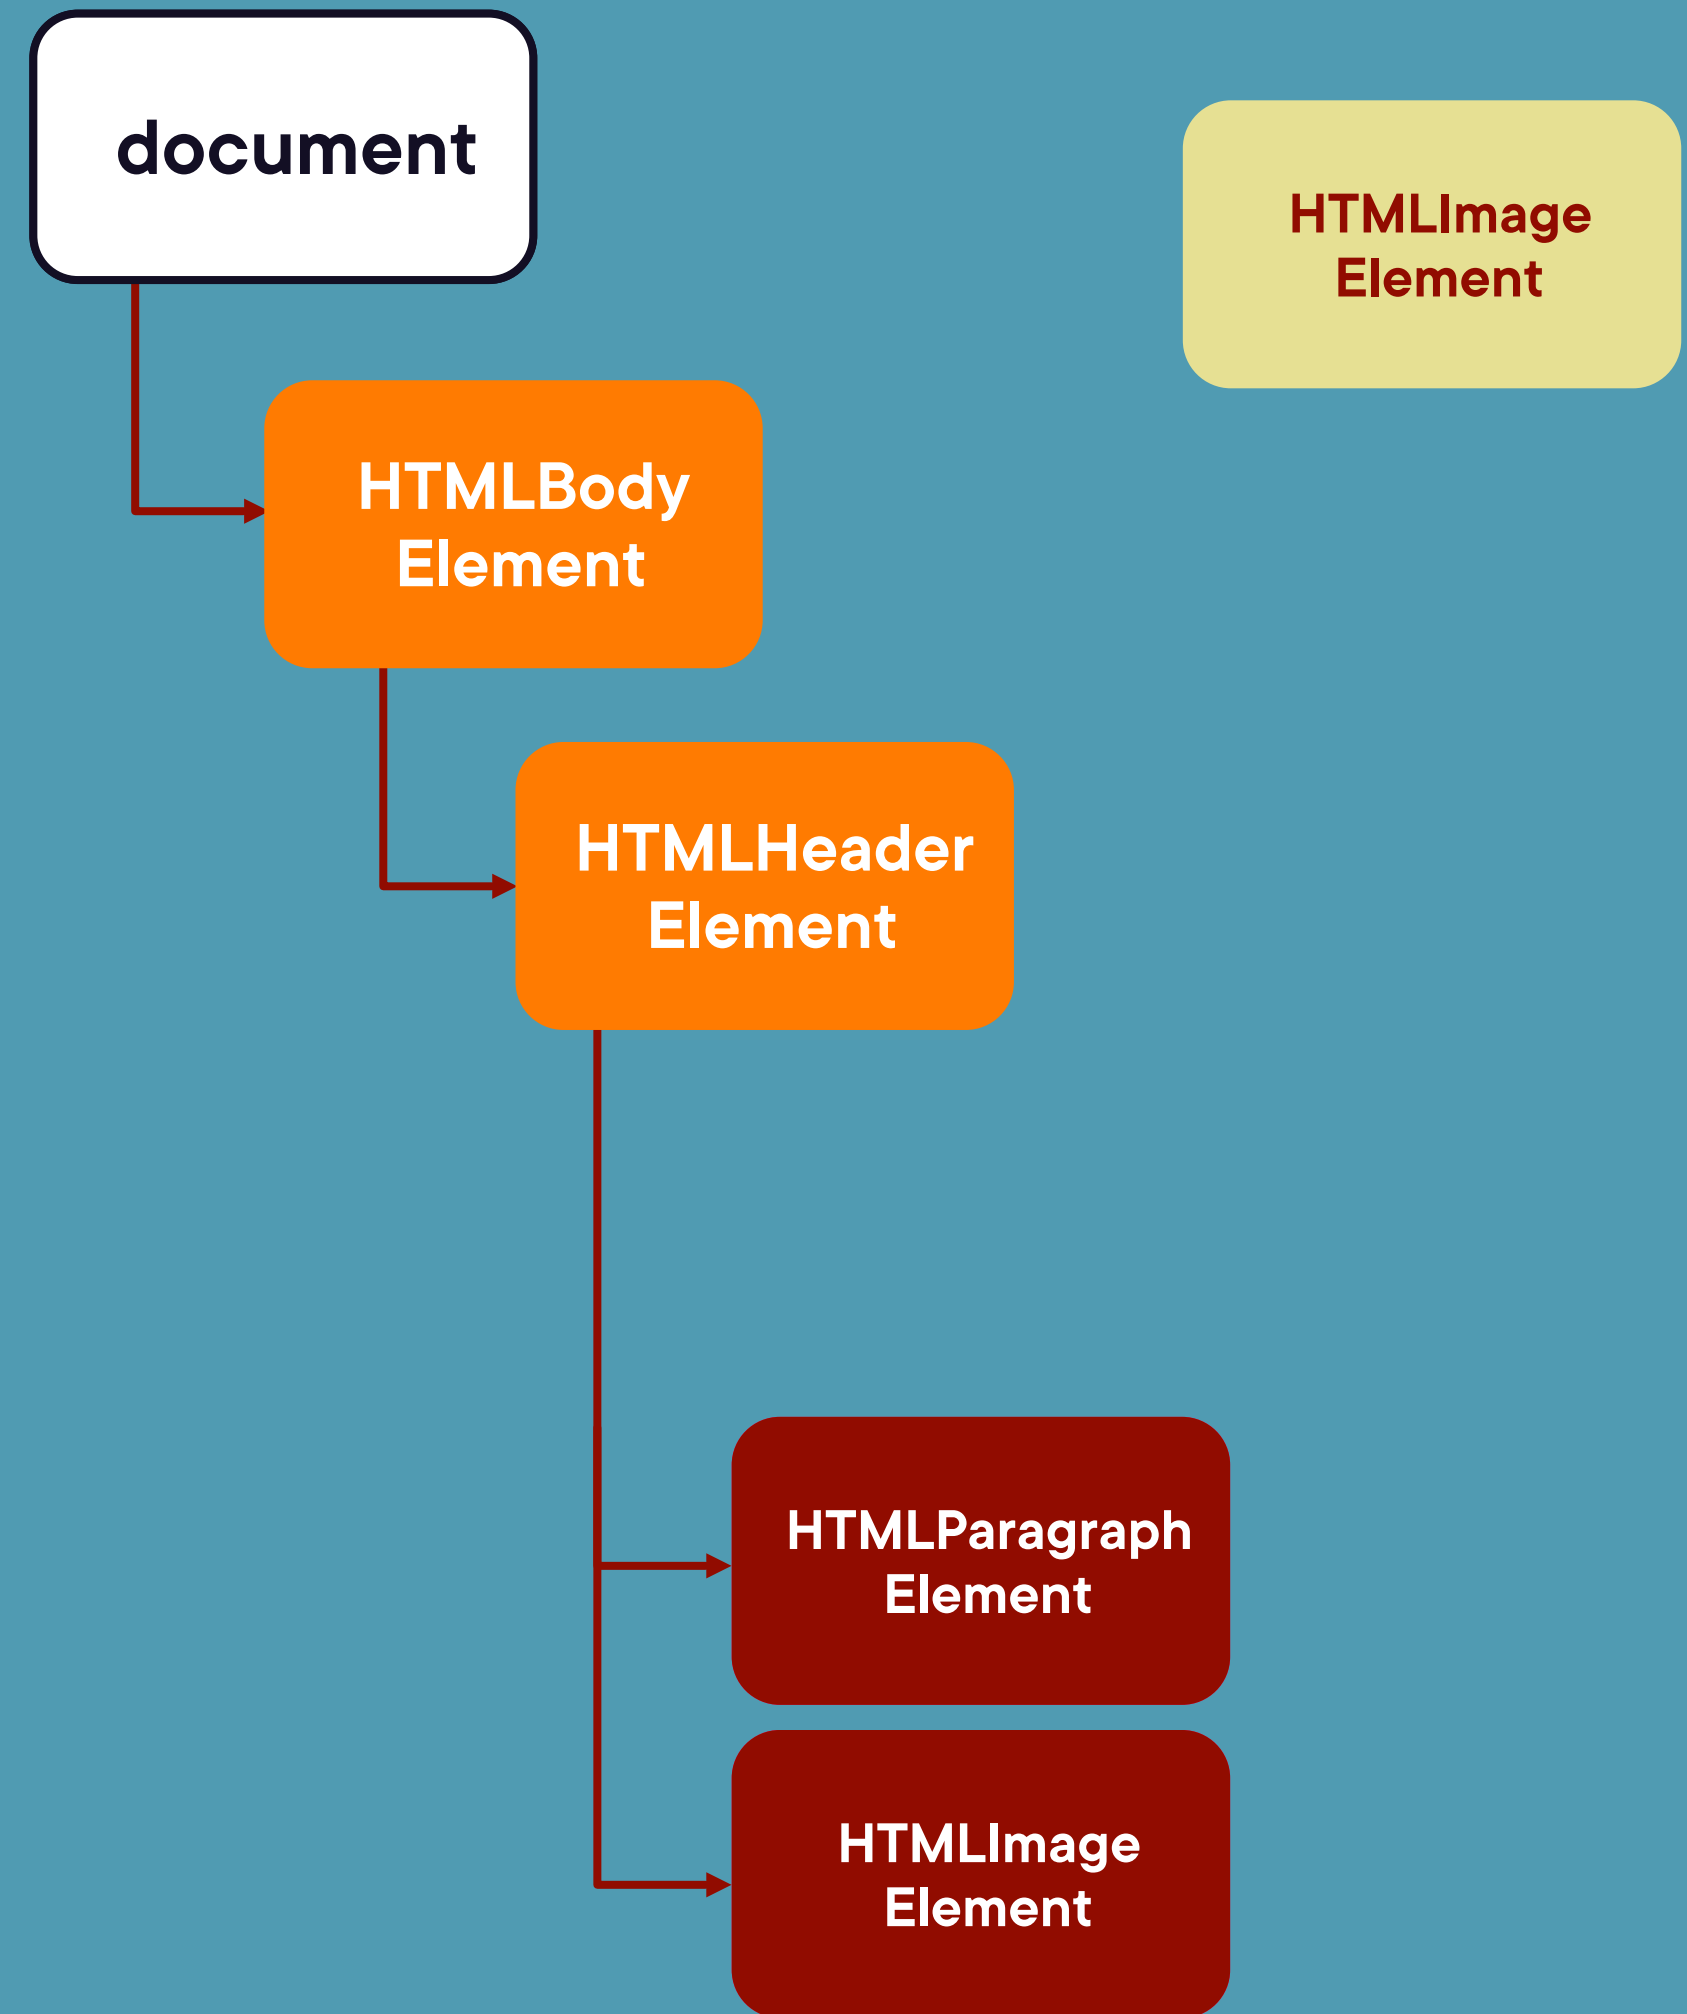 document
HTMLImage
Element
HTMLBody
Element
HTMLHeader
Element
HTMLParagraph
Element
HTMLImage
Element